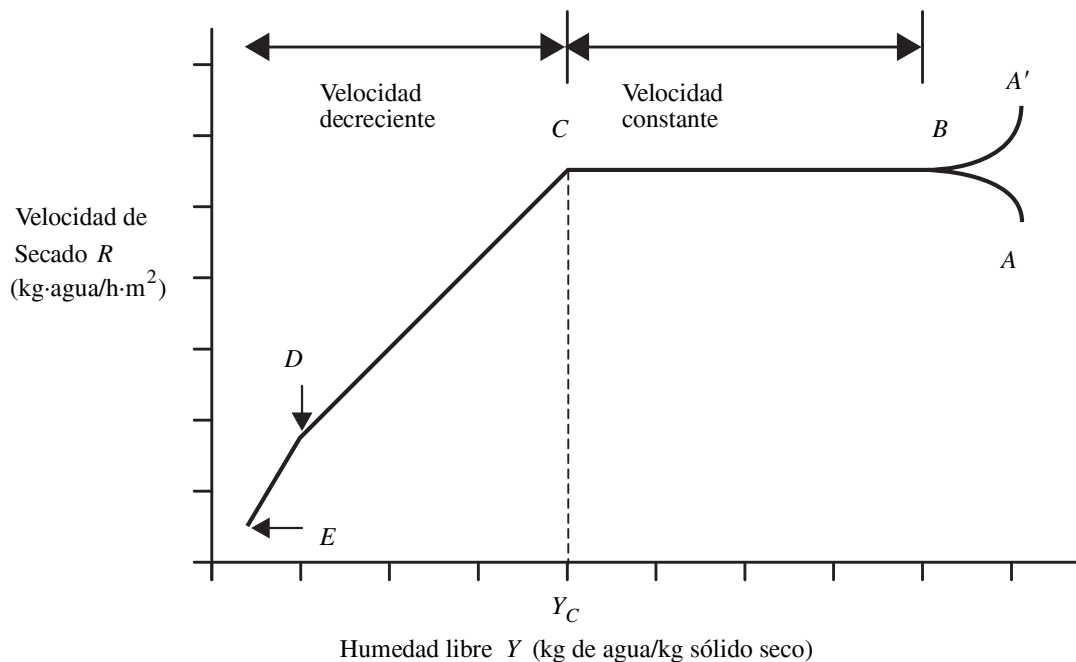 Velocidad
decreciente
Velocidad
constante
A′
C
B
Velocidad de
Secado R
(kg·agua/h·m²)
A
D
E
Y_C
Humedad libre Y (kg de agua/kg sólido seco)